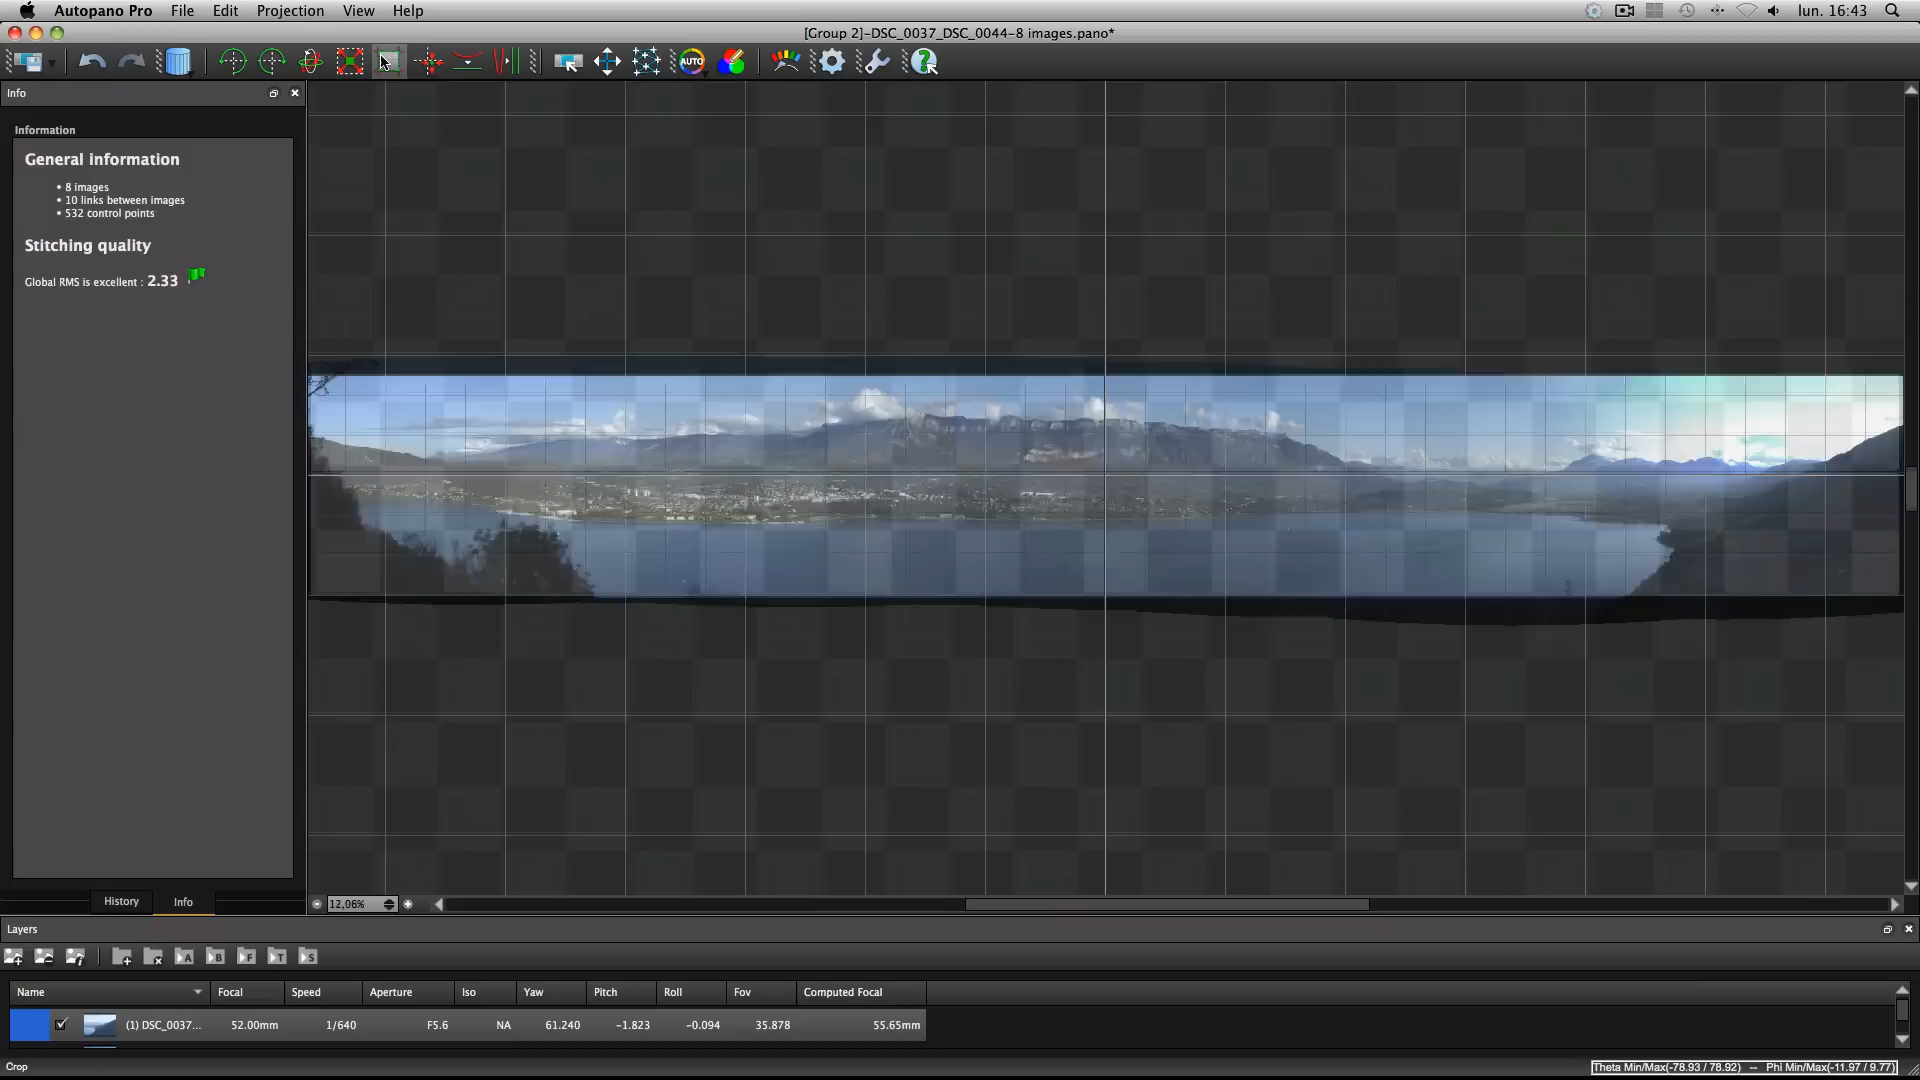 Autopano Pro File Edit Projection View Help lun. 16:43
[Group 2]-DSC_0037_DSC_0044-8 images.pano*
AUTO
Info
Information
General information
• 8 images
• 10 links between images
• 532 control points
Stitching quality
Global RMS is excellent : 2.33
History Info
12,06%
Layers
A B F T S
Name Focal Speed Aperture Iso Yaw Pitch Roll Fov Computed Focal
(1) DSC_0037... 52.00mm 1/640 F5.6 NA 61.240 -1.823 -0.094 35.878 55.65mm
Crop
Theta Min/Max(-78.93 / 78.92) -- Phi Min/Max(-11.97 / 9.77)